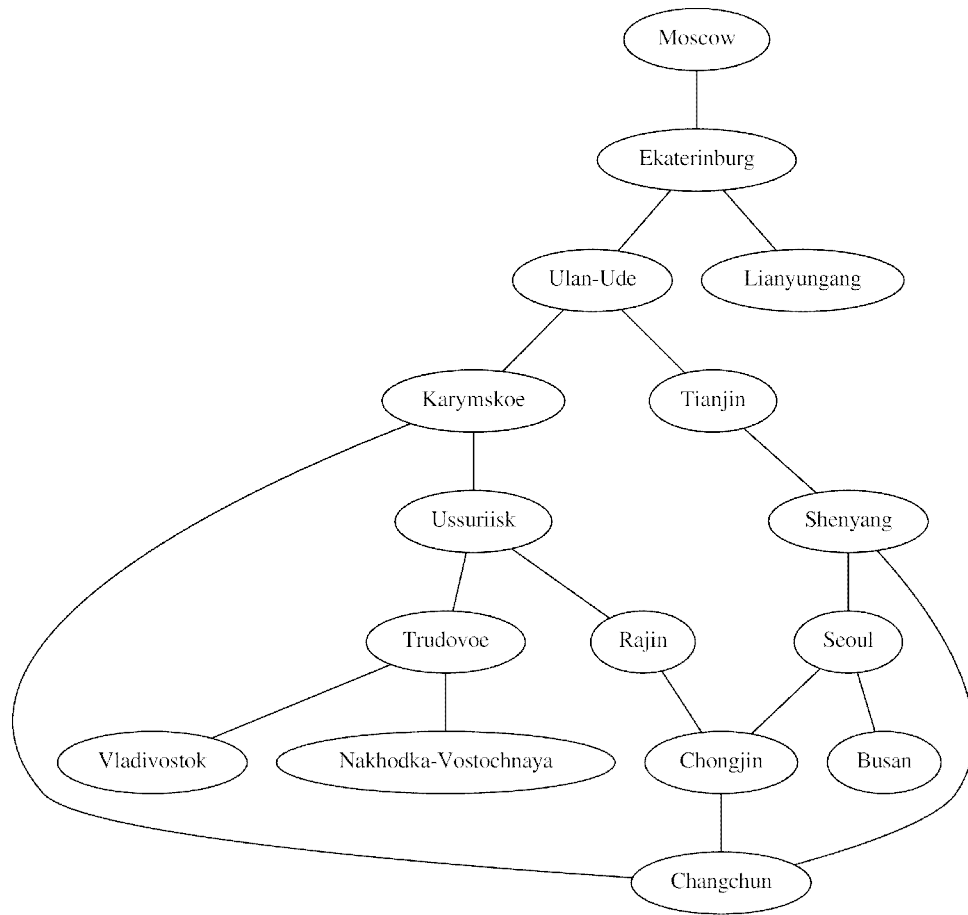 Moscow
Ekaterinburg
Ulan-Ude
Lianyungang
Karymskoe
Tianjin
Ussuriisk
Shenyang
Trudovoe
Rajin
Seoul
Vladivostok
Nakhodka-Vostochnaya
Chongjin
Busan
Changchun